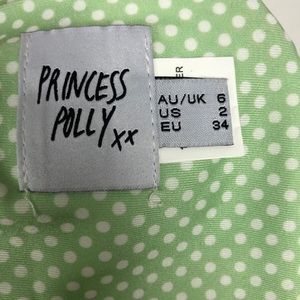 PRINCESS
POLLY xx
AU/UK 6
US 2
EU 34